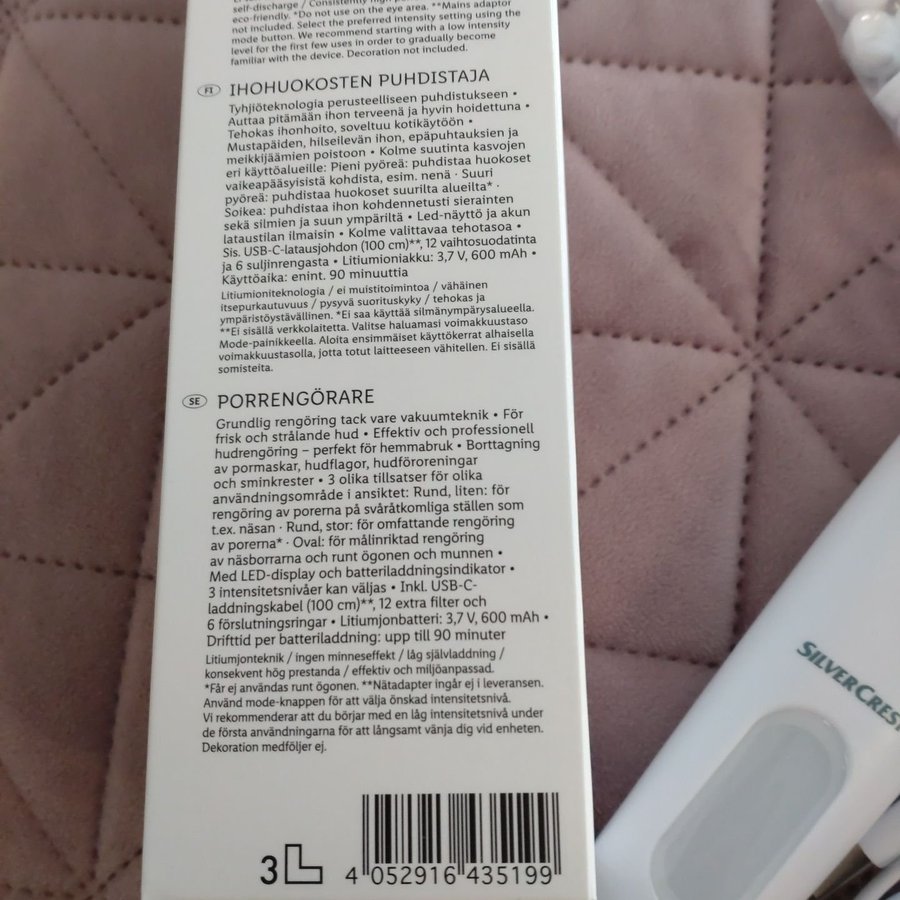 self-discharge / Consistently high
eco-friendly. *Do not use on the eye area. **Mains adaptor
not included. Select the preferred intensity setting using the
mode button. We recommend starting with a low intensity
level for the first few uses in order to gradually become
familiar with the device. Decoration not included.
FI IHOHUOKOSTEN PUHDISTAJA
Tyhjiöteknologia perusteelliseen puhdistukseen •
Auttaa pitämään ihon terveenä ja hyvin hoidettuna •
Tehokas ihonhoito, soveltuu kotikäytöön •
Mustapäiden, hilseilevän ihon, epäpuhtauksien ja
meikkijäämien poistoon • Kolme suutinta kasvojen
eri käyttöalueille: Pieni pyöreä: puhdistaa huokoset
vaikeapääsyisistä kohdista, esim. nenä · Suuri
pyöreä: puhdistaa huokoset suurilta alueilta* ·
Soikea: puhdistaa ihon kohdennetusti sierainten
sekä silmien ja suun ympäriltä • Led-näyttö ja akun
lataustilan ilmaisin • Kolme valittavaa tehotasoa •
Sis. USB-C-latausjohdon (100 cm)**, 12 vaihtosuodatinta
ja 6 suljinrengasta • Litiumioniakku: 3,7 V, 600 mAh •
Käyttöaika: enint. 90 minuuttia
Litiumioniteknologia / ei muistitoimintoa / vähäinen
itsepurkautuvuus / pysyvä suorituskyky / tehokas ja
ympäristöystävällinen. *Ei saa käyttää silmänympärysalueella.
**Ei sisällä verkkolaitetta. Valitse haluamasi voimakkuustaso
Mode-painikkeella. Aloita ensimmäiset käyttökerrat alhaisella
voimakkuustasolla, jotta totut laitteeseen vähitellen. Ei sisällä
somisteita.
SE PORRENGÖRARE
Grundlig rengöring tack vare vakuumteknik • För
frisk och strålande hud • Effektiv och professionell
hudrengöring – perfekt för hemmabruk • Borttagning
av pormaskar, hudflagor, hudföroreningar
och sminkrester • 3 olika tillsatser för olika
användningsområde i ansiktet: Rund, liten: för
rengöring av porerna på svåråtkomliga ställen som
t.ex. näsan · Rund, stor: för omfattande rengöring
av porerna* · Oval: för målinriktad rengöring
av näsborrarna och runt ögonen och munnen •
Med LED-display och batteriladdningsindikator •
3 intensitetsnivåer kan väljas • Inkl. USB-C-
laddningskabel (100 cm)**, 12 extra filter och
6 förslutningsringar • Litiumjonbatteri: 3,7 V, 600 mAh •
Drifttid per batteriladdning: upp till 90 minuter
Litiumjonteknik / ingen minneseffekt / låg självladdning /
konsekvent hög prestanda / effektiv och miljöanpassad.
*Får ej användas runt ögonen. **Nätadapter ingår ej i leveransen.
Använd mode-knappen för att välja önskad intensitetsnivå.
Vi rekommenderar att du börjar med en låg intensitetsnivå under
de första användningarna för att långsamt vänja dig vid enheten.
Dekoration medföljer ej.
3L
4 052916 435199
SILVERCREST